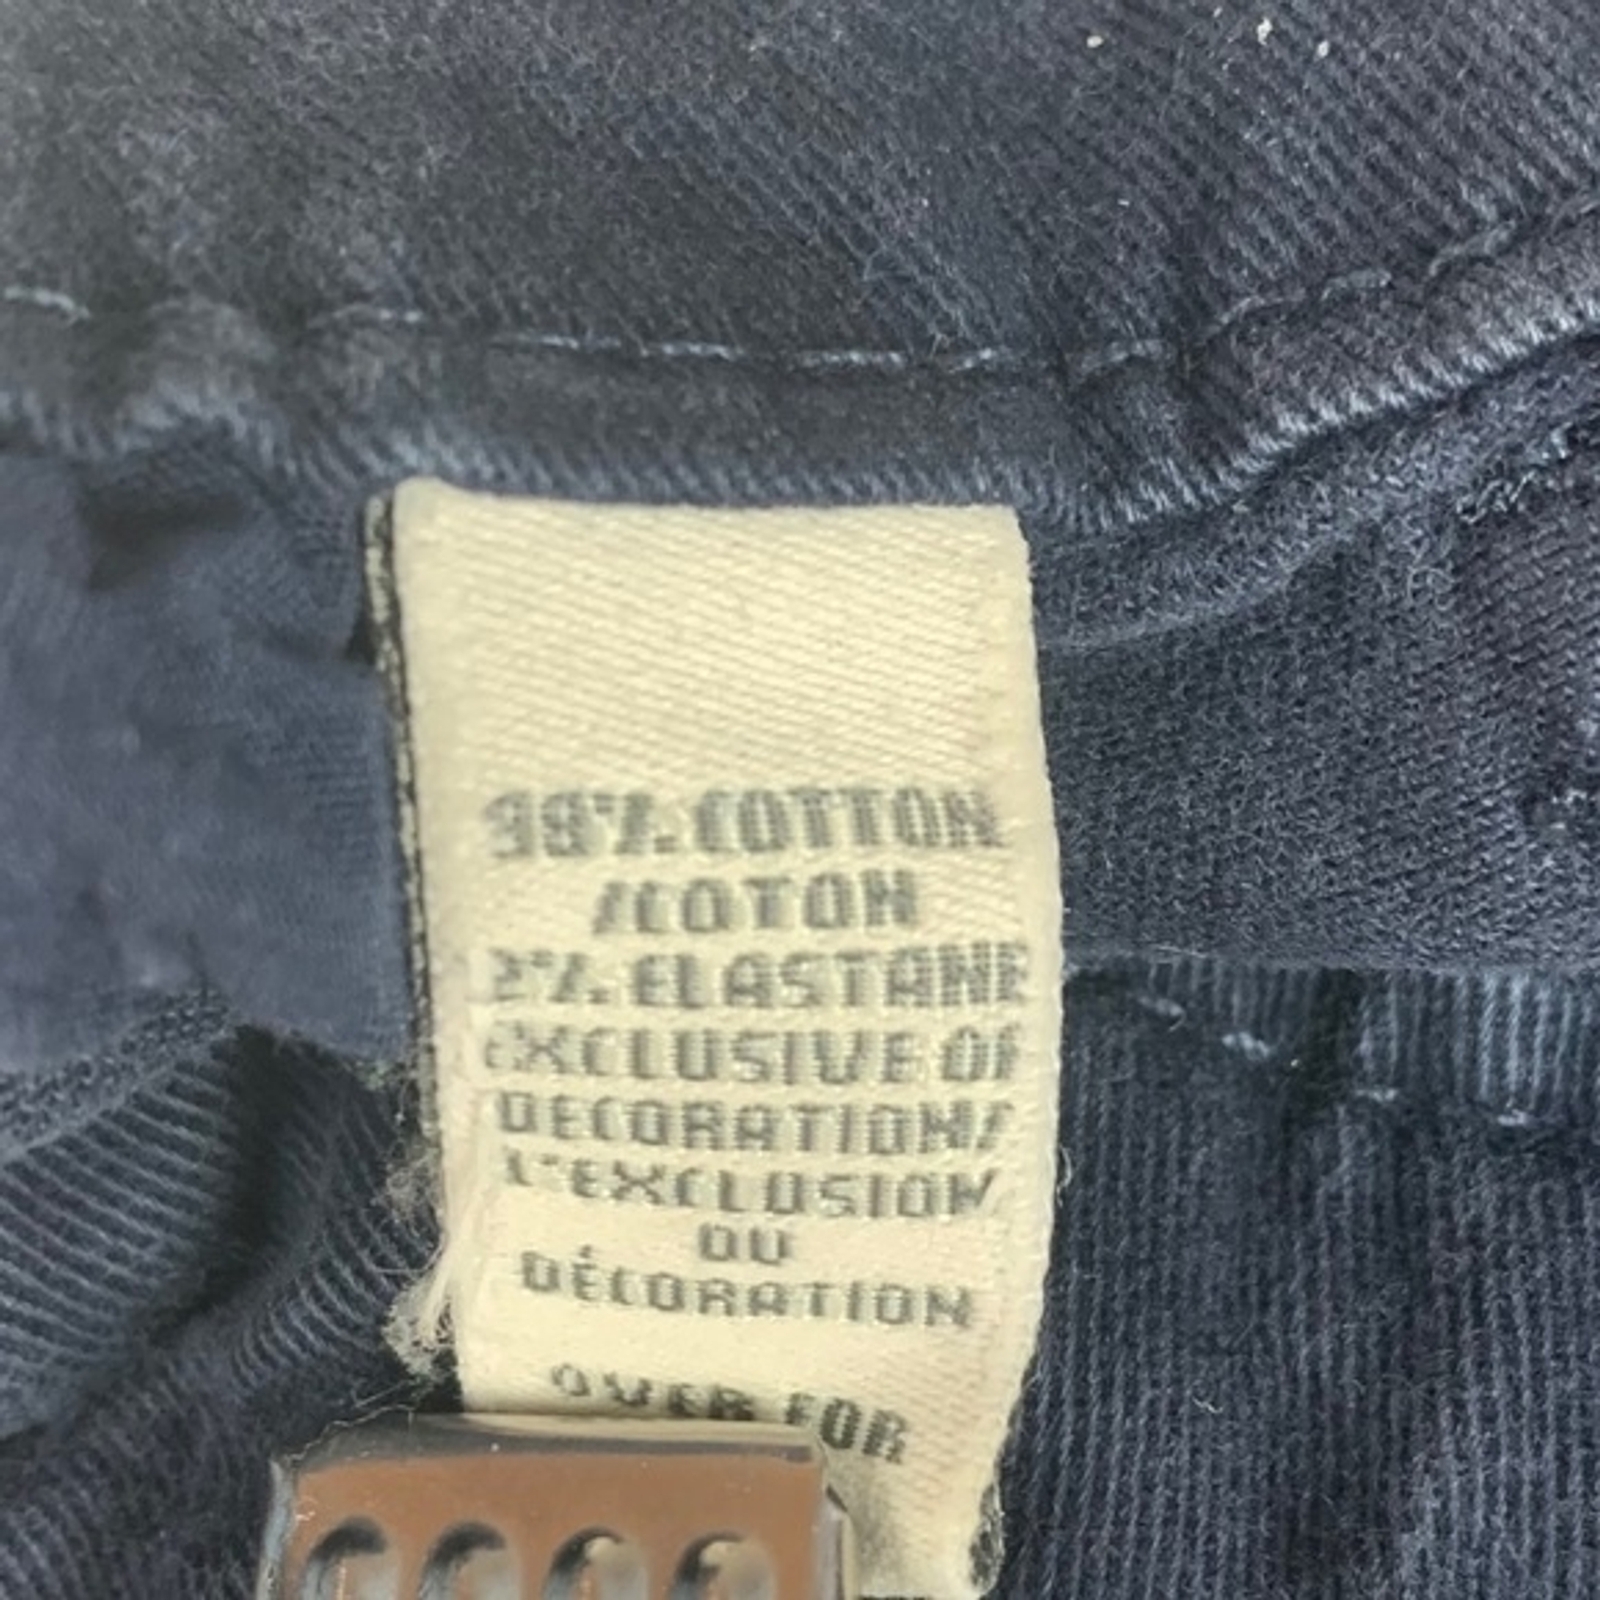 98% COTTON
/COTON
2% ELASTANE
EXCLUSIVE OF
DECORATION/
L'EXCLUSION
DU
DÉCORATION
OVER FOR